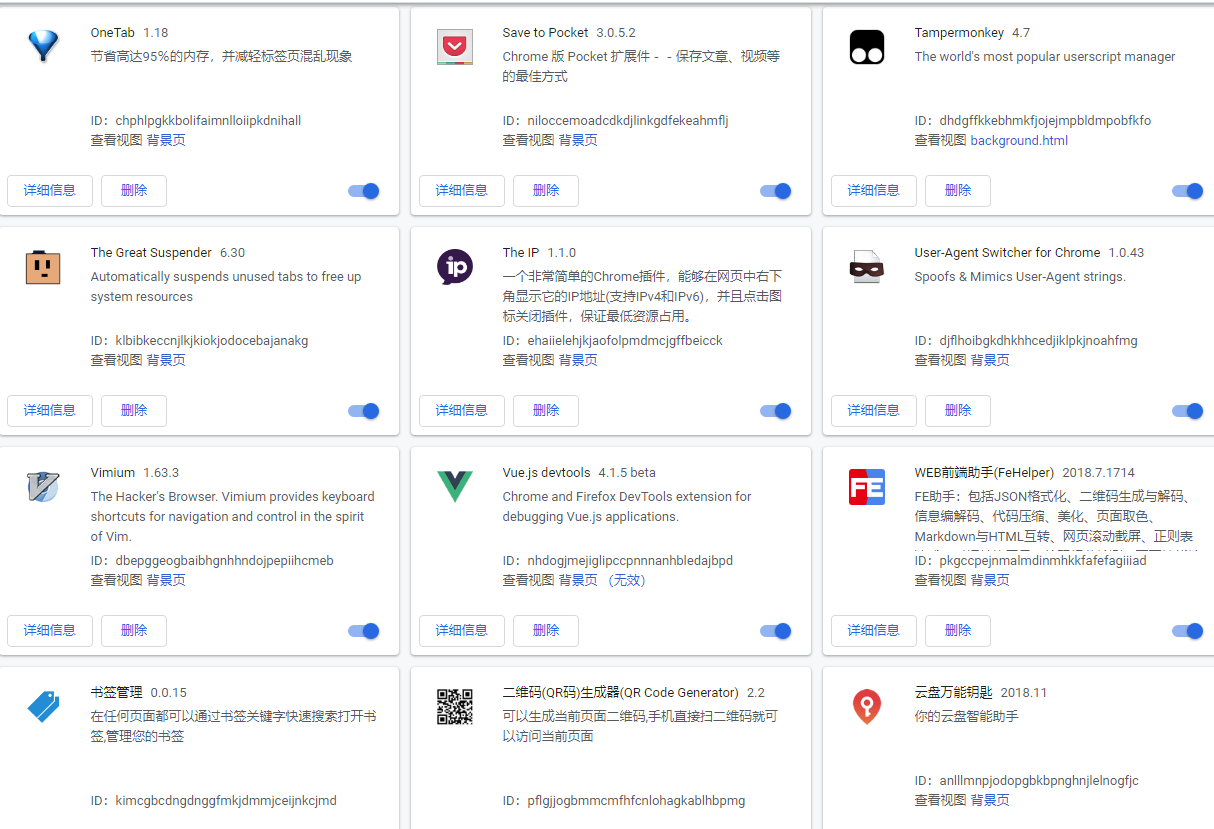 OneTab 1.18
节省高达95%的内存，并减轻标签页混乱现象
ID：chphlpgkkbolifaimnlloiipkdnihall
查看视图 背景页
详细信息 删除
Save to Pocket 3.0.5.2
Chrome 版 Pocket 扩展件 - - 保存文章、视频等
的最佳方式
ID：niloccemoadcdkdjlinkgdfekeahmflj
查看视图 背景页
详细信息 删除
Tampermonkey 4.7
The world's most popular userscript manager
ID：dhdgffkkebhmkfjojejmpbldmpobfkfo
查看视图 background.html
详细信息 删除
The Great Suspender 6.30
Automatically suspends unused tabs to free up
system resources
ID：klbibkeccnjlkjkiokjodocebajanakg
查看视图 背景页
详细信息 删除
ip
The IP 1.1.0
一个非常简单的Chrome插件，能够在网页中右下
角显示它的IP地址(支持IPv4和IPv6)，并且点击图
标关闭插件，保证最低资源占用。
ID：ehaiielehjkjaofolpmdmcjgffbeicck
查看视图 背景页
详细信息 删除
User-Agent Switcher for Chrome 1.0.43
Spoofs & Mimics User-Agent strings.
ID：djflhoibgkdhkhhcedjiklpkjnoahfmg
查看视图 背景页
详细信息 删除
Vimium 1.63.3
The Hacker's Browser. Vimium provides keyboard
shortcuts for navigation and control in the spirit
of Vim.
ID：dbepggeogbaibhgnhhndojpepiihcmeb
查看视图 背景页
详细信息 删除
Vue.js devtools 4.1.5 beta
Chrome and Firefox DevTools extension for
debugging Vue.js applications.
ID：nhdogjmejiglipccpnnnanhbledajbpd
查看视图 背景页 （无效）
详细信息 删除
FE
WEB前端助手(FeHelper) 2018.7.1714
FE助手：包括JSON格式化、二维码生成与解码、
信息编解码、代码压缩、美化、页面取色、
Markdown与HTML互转、网页滚动截屏、正则表
ID：pkgccpejnmalmdinmhkkfafefagiiiad
查看视图 背景页
详细信息 删除
书签管理 0.0.15
在任何页面都可以通过书签关键字快速搜索打开书
签,管理您的书签
ID：kimcgbcdngdnggfmkjdmmjceijnkcjmd
二维码(QR码)生成器(QR Code Generator) 2.2
可以生成当前页面二维码,手机直接扫二维码就可
以访问当前页面
ID：pflgjjogbmmcmfhfcnlohagkablhbpmg
云盘万能钥匙 2018.11
你的云盘智能助手
ID：anlllmnpjodopgbkbpnghnjlelnogfjc
查看视图 背景页